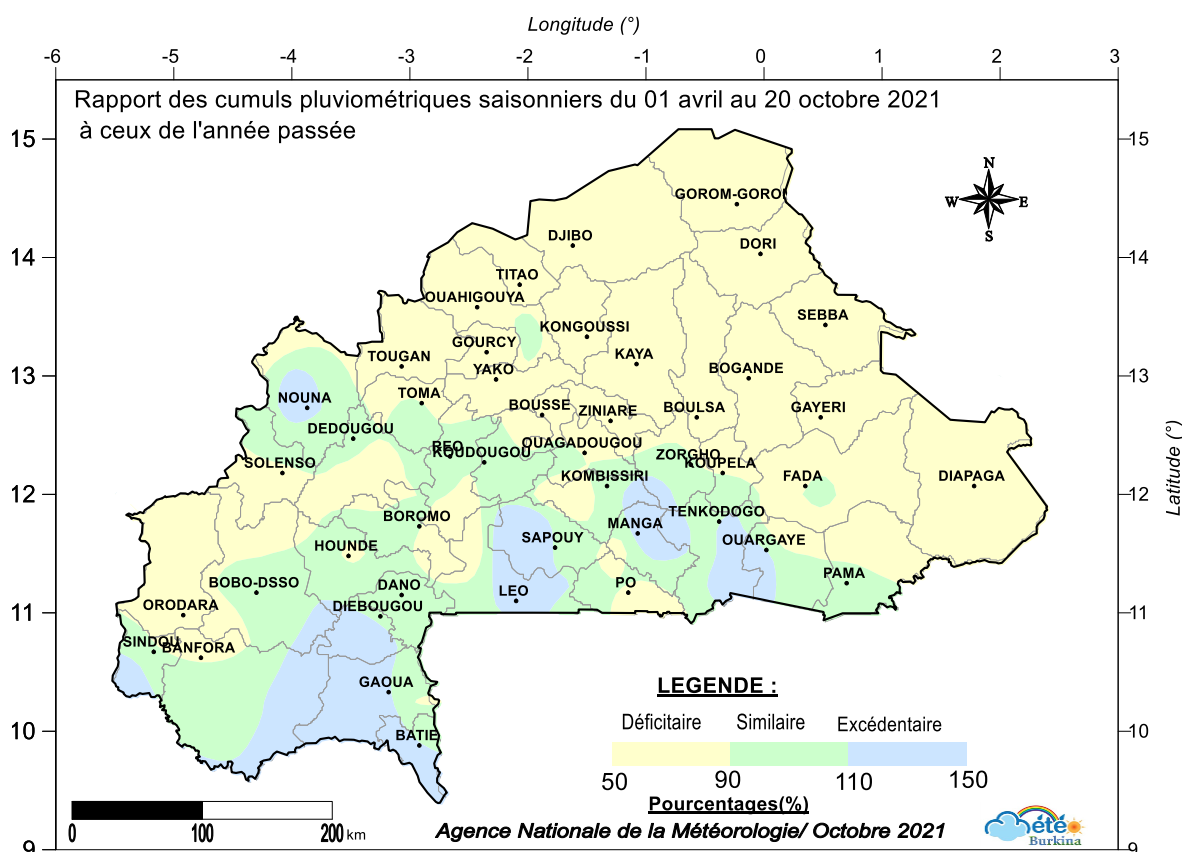 Longitude (°)
-6 -5 -4 -3 -2 -1 0 1 2 3
Rapport des cumuls pluviométriques saisonniers du 01 avril au 20 octobre 2021
à ceux de l'année passée
15 15
N
W E
S
GOROM-GOROM
DJIBO
DORI
14 14
TITAO
OUAHIGOUYA
SEBBA
KONGOUSSI
GOURCY
TOUGAN
KAYA
YAKO
BOGANDE
13 13
TOMA
NOUNA
BOUSSE
ZINIARE
BOULSA
GAYERI
DEDOUGOU
REO
KOUDOUGOU
OUAGADOUGOU
ZORGHO
KOUPELA
SOLENSO
KOMBISSIRI
FADA
DIAPAGA
12 12
Latitude (°)
BOROMO
MANGA
TENKODOGO
HOUNDE
SAPOUY
OUARGAYE
BOBO-DSSO
DANO
LEO
PO
PAMA
ORODARA
DIEBOUGOU
11 11
SINDOU
BANFORA
GAOUA
BATIE
10 10
LEGENDE :
Déficitaire Similaire Excédentaire
50 90 110 150
Pourcentages(%)
0 100 200 km
Agence Nationale de la Météorologie/ Octobre 2021
été
Burkina
9 9